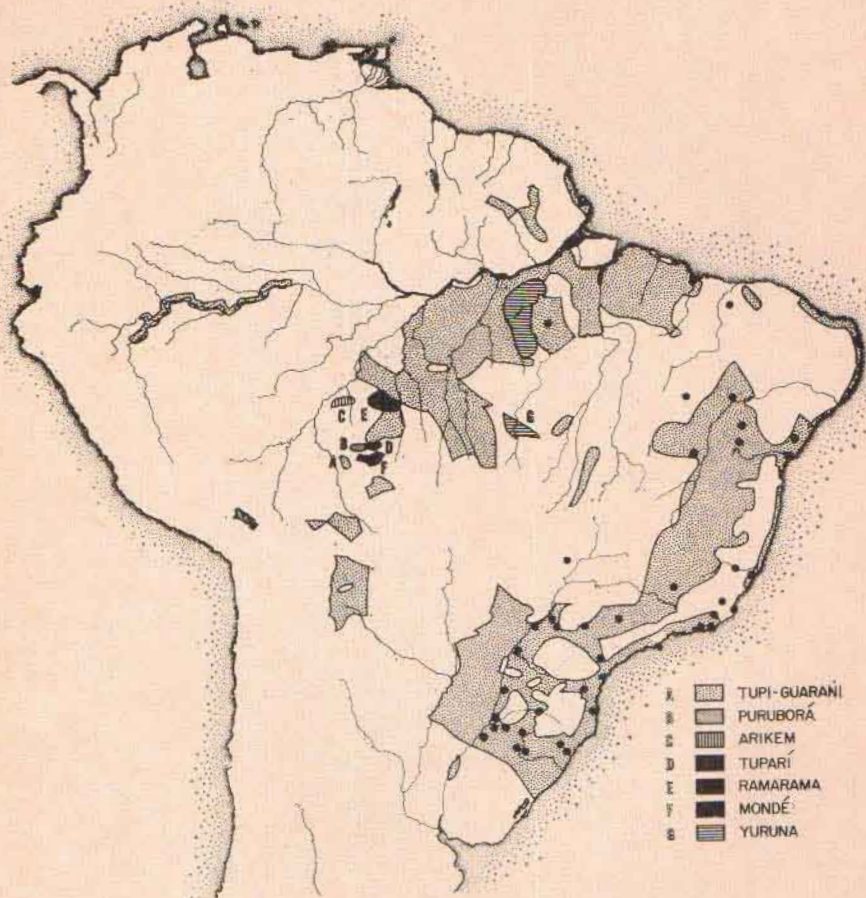 C E
G
B D
A F
A TUPI-GUARANI
B PURUBORÁ
C ARIKEM
D TUPARÍ
E RAMARAMA
F MONDÉ
G YURUNA